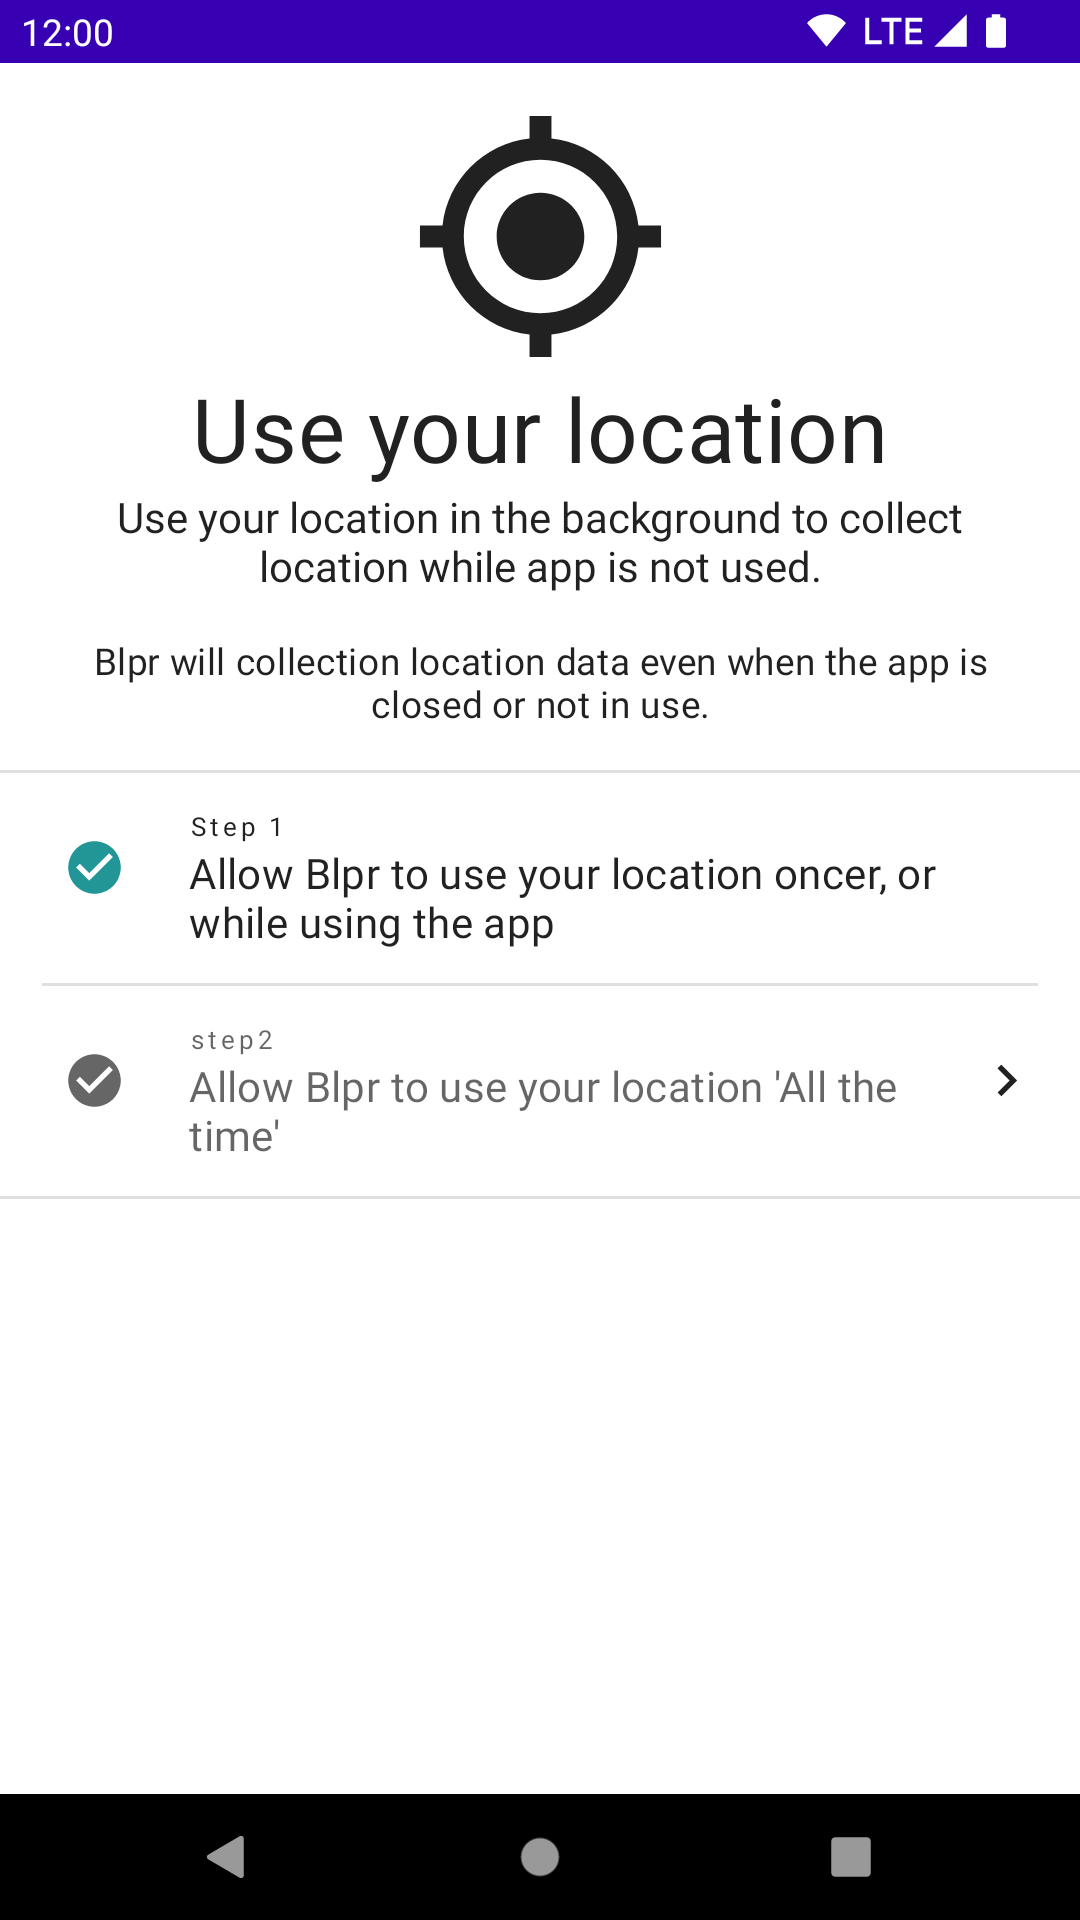 12:00 LTE
Use your location
Use your location in the background to collect
location while app is not used.
Blpr will collection location data even when the app is
closed or not in use.
Step 1
Allow Blpr to use your location oncer, or
while using the app
step2
Allow Blpr to use your location 'All the
time'